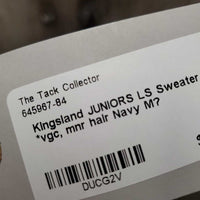 The Tack Collector
645967-84
Kingsland JUNIORS LS Sweater
*vgc, mnr hair Navy M?
DUCG2V